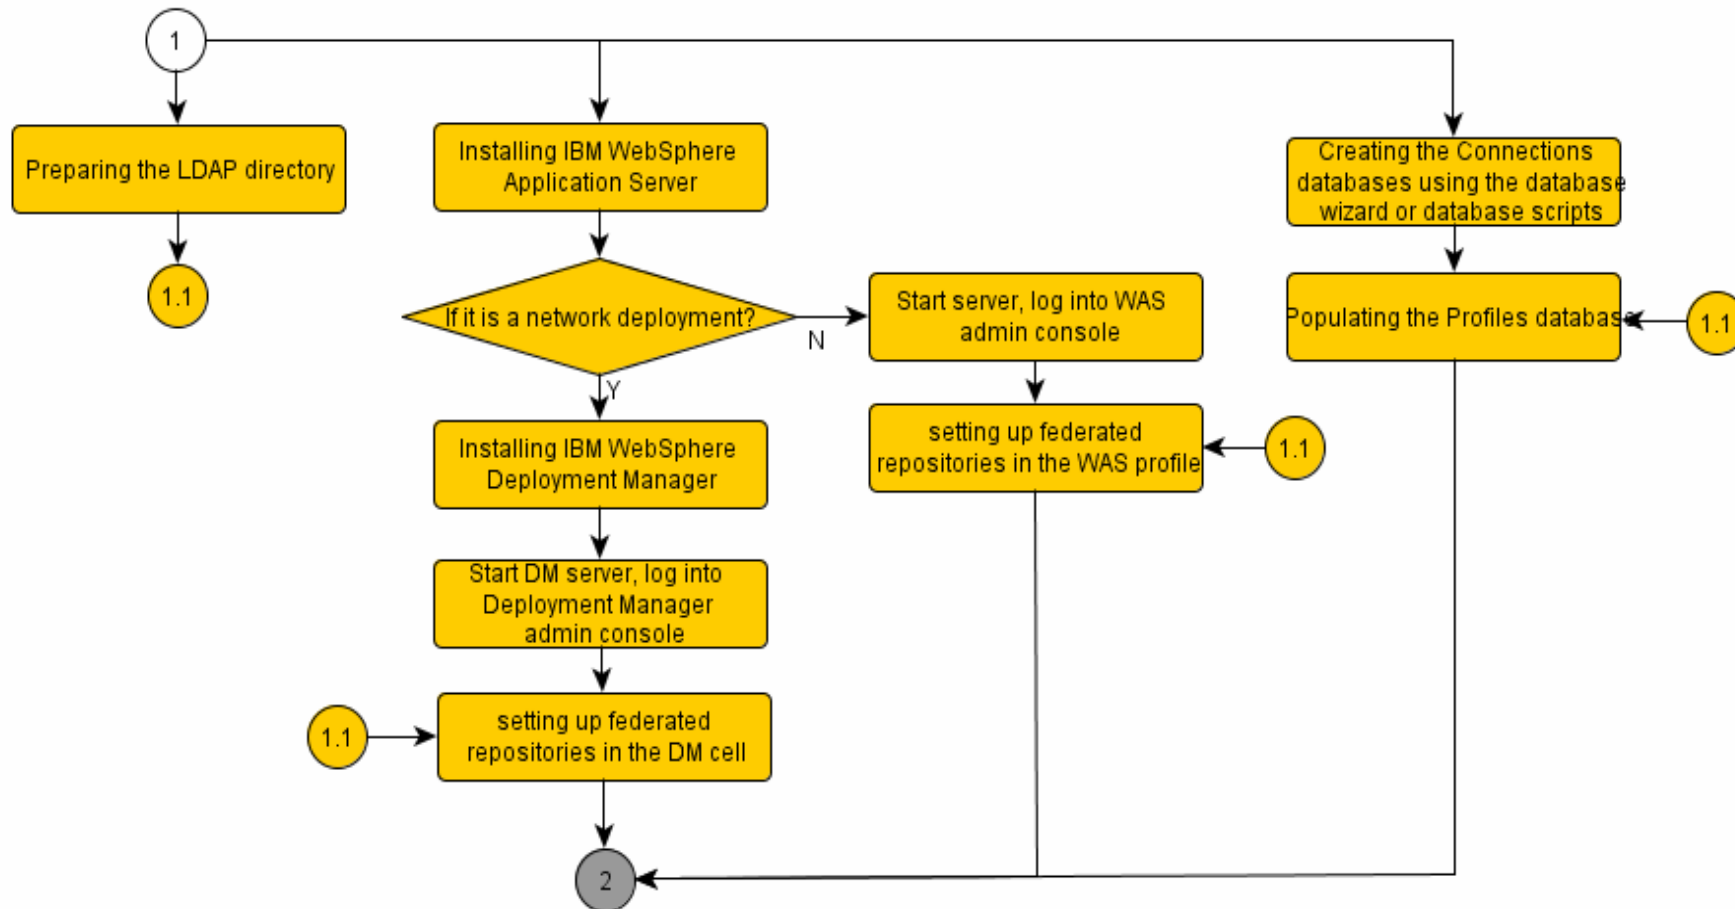 1
Preparing the LDAP directory
1.1
Installing IBM WebSphere
Application Server
If it is a network deployment?
N
Y
Installing IBM WebSphere
Deployment Manager
Start DM server, log into
Deployment Manager
admin console
1.1
setting up federated
repositories in the DM cell
2
Start server, log into WAS
admin console
setting up federated
repositories in the WAS profile
1.1
Creating the Connections
databases using the database
wizard or database scripts
Populating the Profiles database
1.1